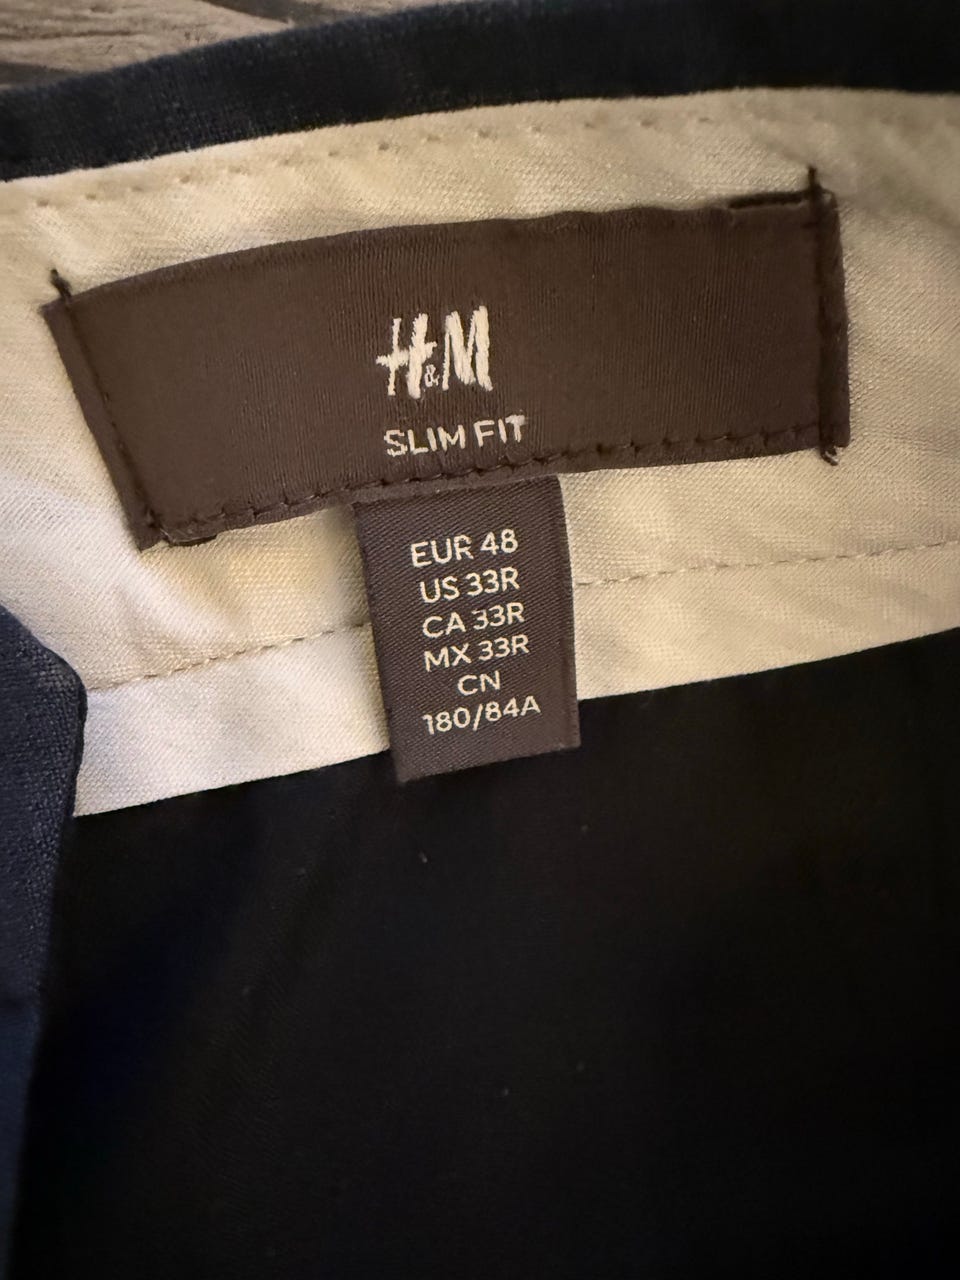 H&M
SLIM FIT
EUR 48
US 33R
CA 33R
MX 33R
CN
180/84A